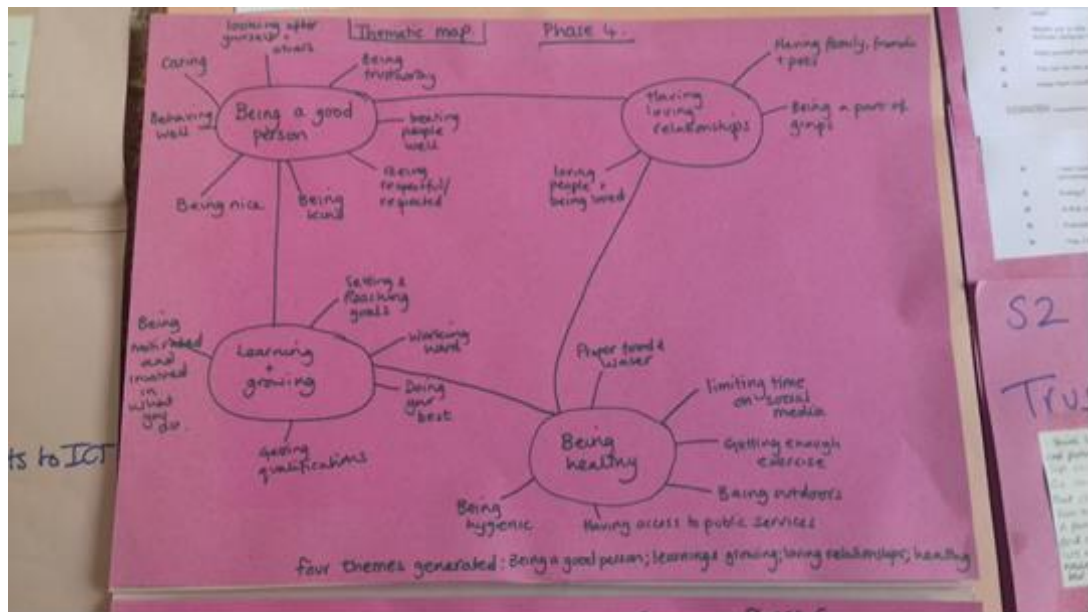 Thematic map
Phase 4.
looking after
yourself +
others
Caring
Being
trustworthy
Behaving
well
Being a good
person
treating
people
well
Being nice
Being
kind
Being
respectful/
respected
Having
loving
relationships
Having family, friends
+ pets
Being a part of
groups
loving
people +
being loved
Setting &
Reaching
goals
Being
motivated
and
involved
in
what
you
do.
Learning
+
growing
Working
hard
Doing
your
best
Getting
qualifications
Proper food &
water
limiting time
on social
media
Being
healthy
Getting enough
exercise
Being outdoors
Being
hygienic
Having access to public services
four themes generated: Being a good person; learning & growing; loving relationships; healthy
ts to ICT
S2